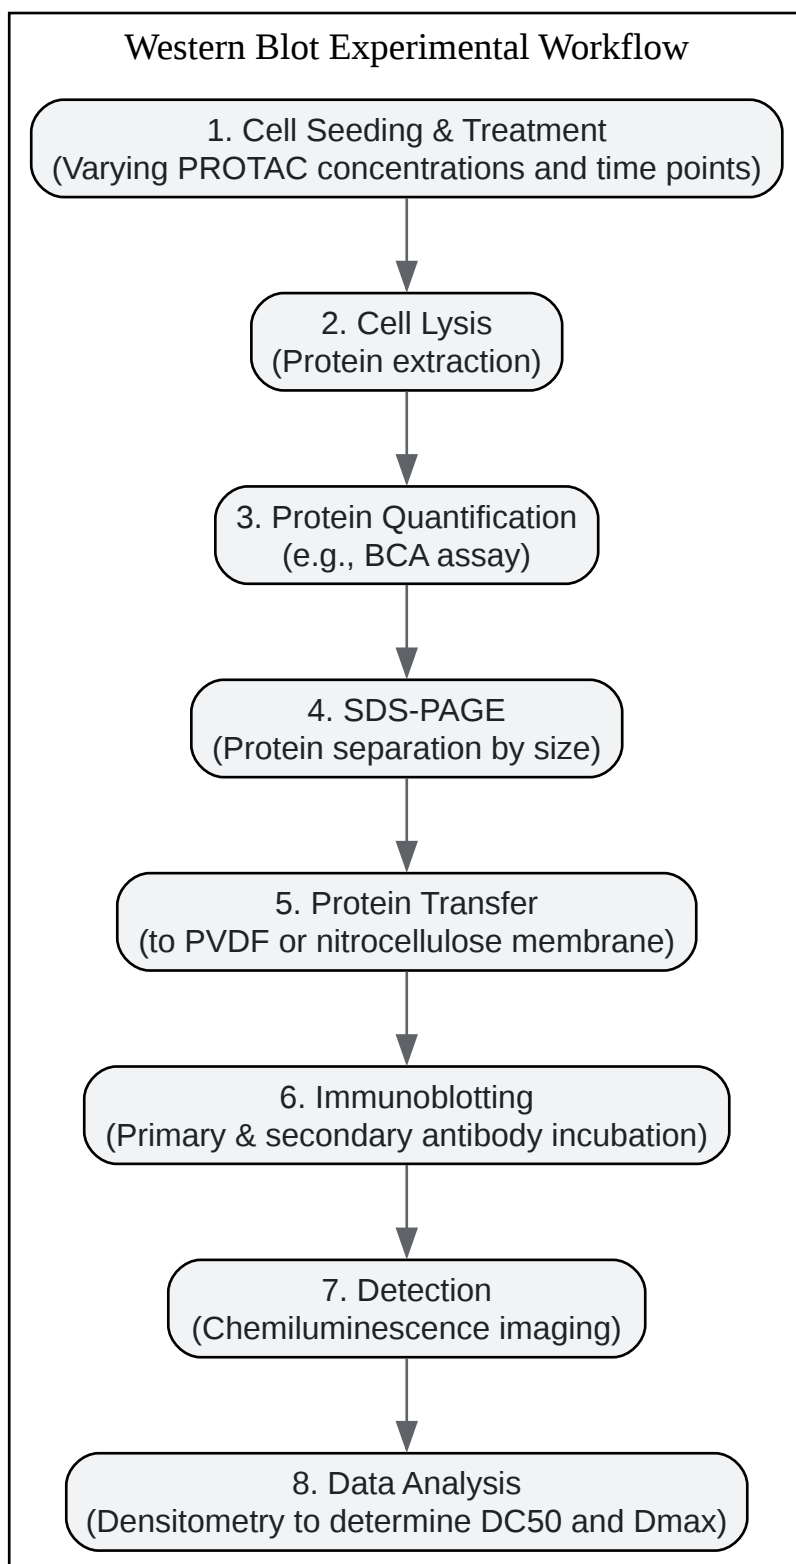 Western Blot Experimental Workflow
1. Cell Seeding & Treatment
(Varying PROTAC concentrations and time points)
2. Cell Lysis
(Protein extraction)
3. Protein Quantification
(e.g., BCA assay)
4. SDS-PAGE
(Protein separation by size)
5. Protein Transfer
(to PVDF or nitrocellulose membrane)
6. Immunoblotting
(Primary & secondary antibody incubation)
7. Detection
(Chemiluminescence imaging)
8. Data Analysis
(Densitometry to determine DC50 and Dmax)